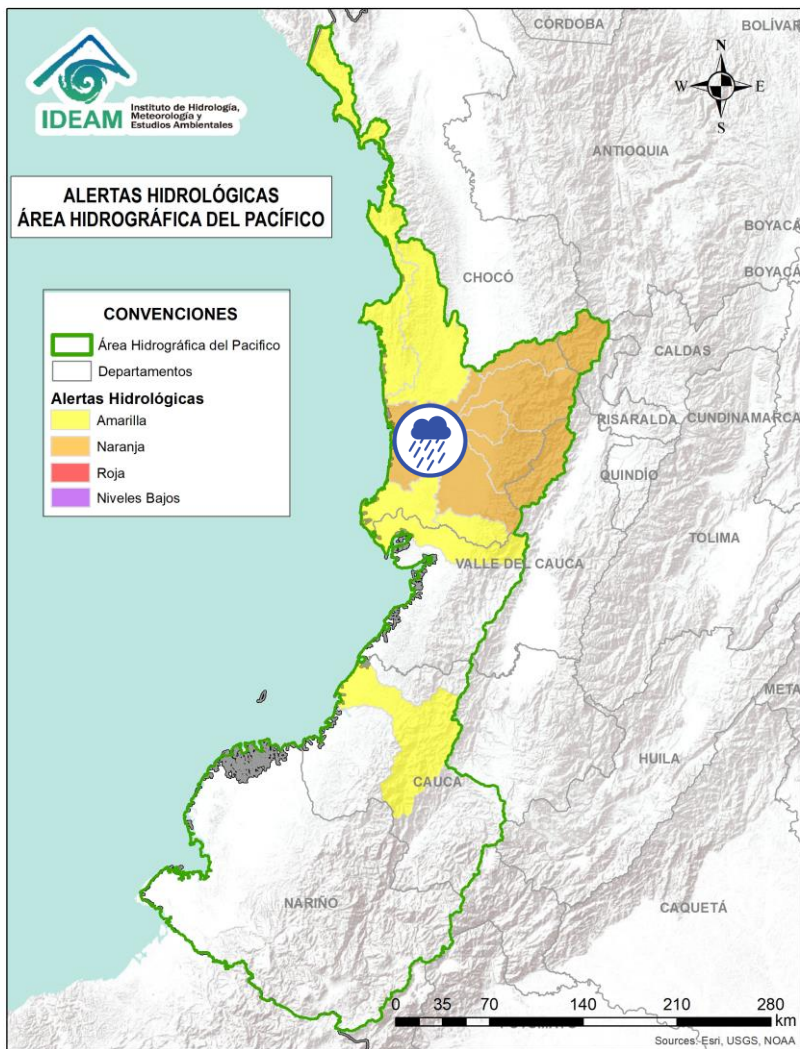 CÓRDOBA
BOLÍVAR
IDEAM
Instituto de Hidrología,
Meteorología y
Estudios Ambientales
N
W
E
S
ANTIOQUIA
ALERTAS HIDROLÓGICAS
ÁREA HIDROGRÁFICA DEL PACÍFICO
BOYACÁ
BOYACÁ
CHOCÓ
CONVENCIONES
Área Hidrográfica del Pacifico
Departamentos
Alertas Hidrológicas
Amarilla
Naranja
Roja
Niveles Bajos
CALDAS
RISARALDA
CUNDINAMARCA
QUINDÍO
TOLIMA
VALLE DEL CAUCA
META
HUILA
CAUCA
NARIÑO
CAQUETÁ
0 35 70 140 210 280
km
Sources: Esri, USGS, NOAA